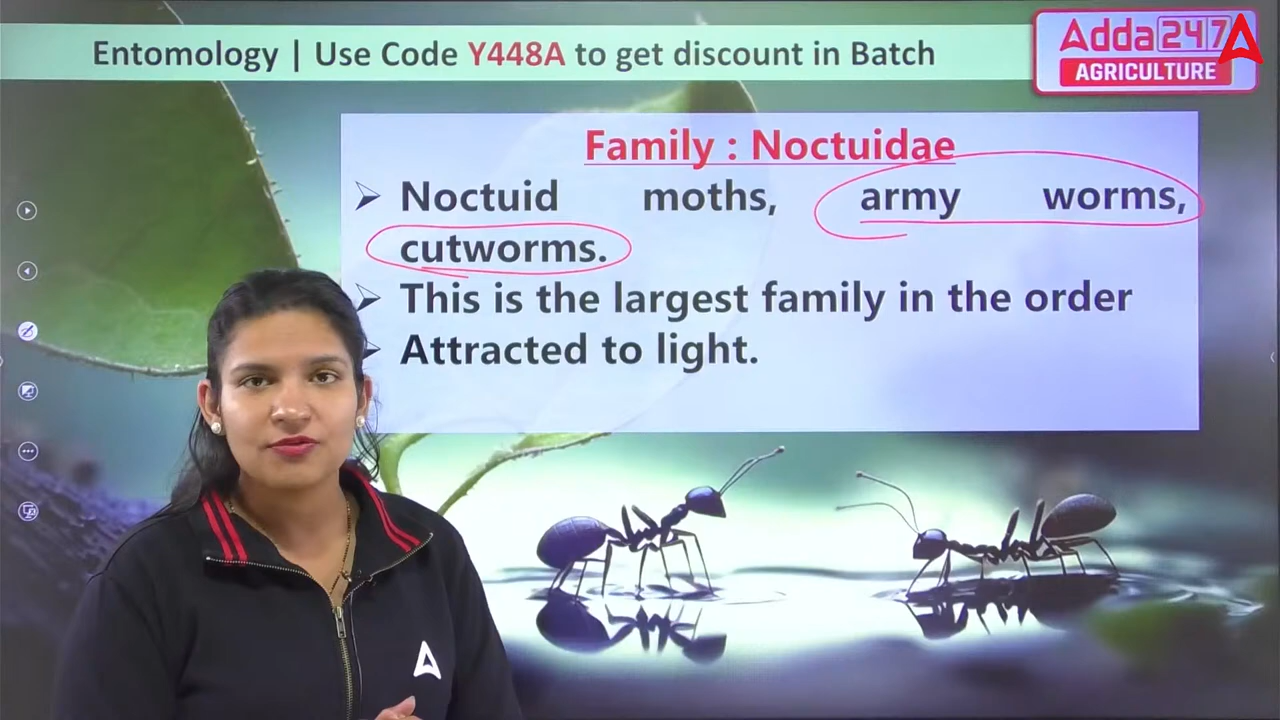 Entomology | Use Code Y448A to get discount in Batch
Adda247
AGRICULTURE
Family : Noctuidae
➢ Noctuid moths, army worms,
cutworms.
➢ This is the largest family in the order
➢ Attracted to light.